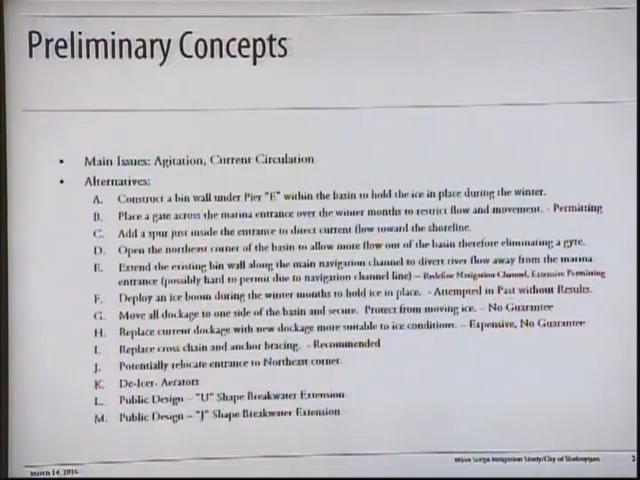 Preliminary Concepts
• Main Issues: Agitation, Current Circulation
• Alternatives:
A. Construct a bin wall under Pier "E" within the basin to hold the ice in place during the winter.
B. Place a gate across the marina entrance over the winter months to restrict flow and movement. - Permitting
C. Add a spur just inside the entrance to direct current flow toward the shoreline.
D. Open the northeast corner of the basin to allow more flow out of the basin therefore eliminating a gyre.
E. Extend the existing bin wall along the main navigation channel to divert river flow away from the marina
entrance (possibly hard to permit due to navigation channel line) – Redefine Navigation Channel, Extensive Permitting
F. Deploy an ice boom during the winter months to hold ice in place. - Attempted in Past without Results.
G. Move all dockage to one side of the basin and secure. Protect from moving ice. – No Guarantee
H. Replace current dockage with new dockage more suitable to ice conditions. – Expensive, No Guarantee
I. Replace cross chain and anchor bracing. - Recommended
J. Potentially relocate entrance to Northeast corner.
K. De-Icer- Aerators
L. Public Design – "U" Shape Breakwater Extension
M. Public Design – "J" Shape Breakwater Extension
March 14, 2016
Wave Surge Mitigation Study/City of Sheboygan